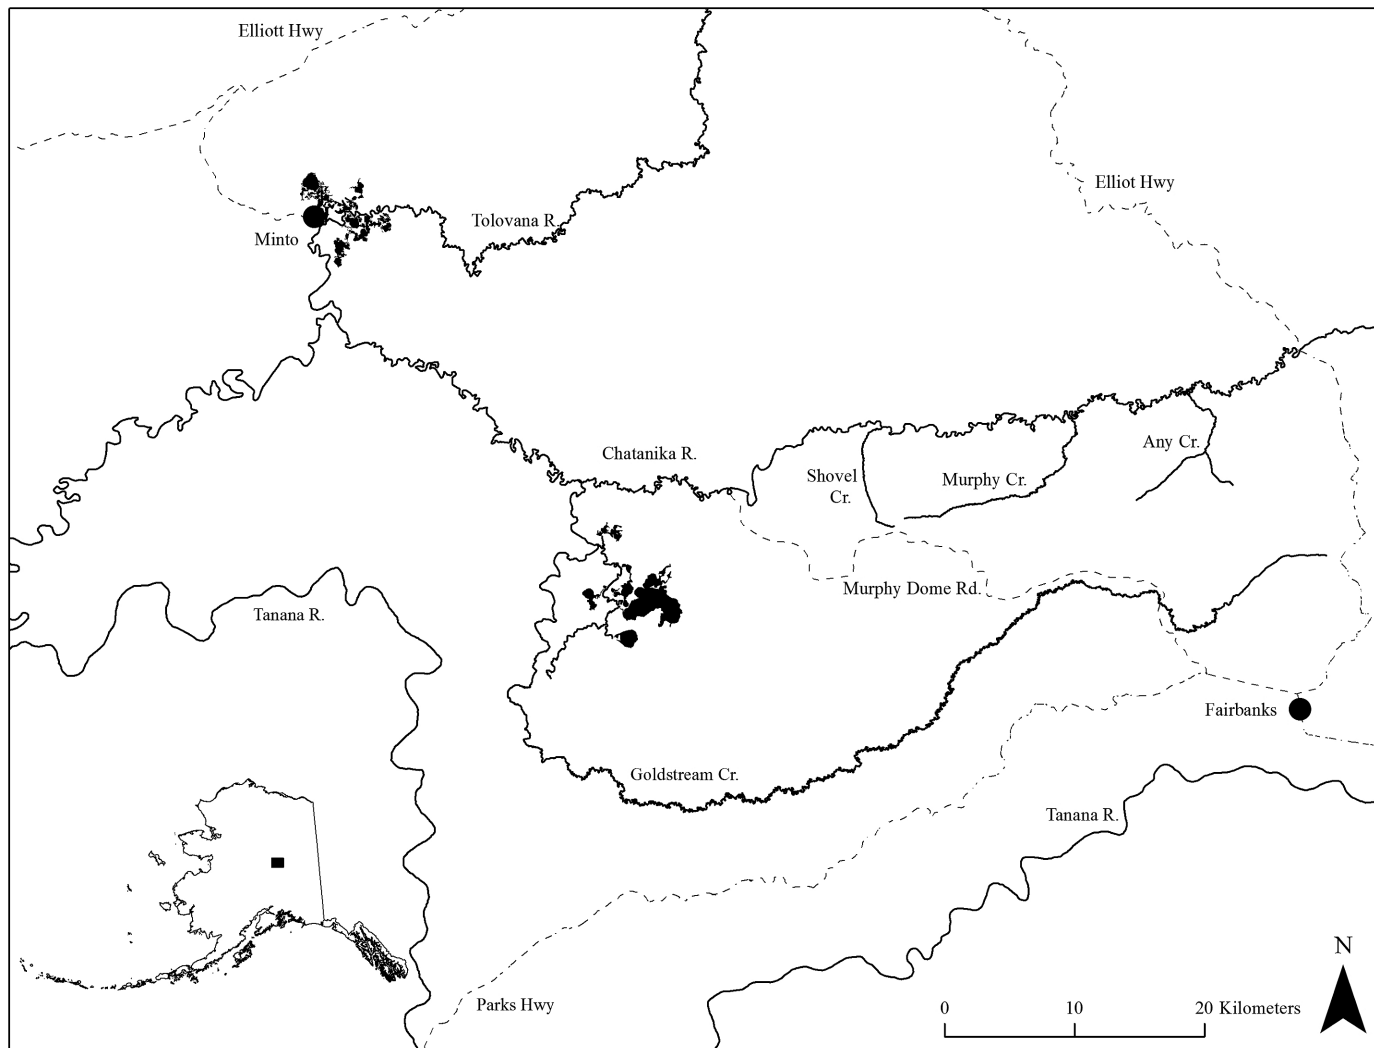 Elliott Hwy
Elliot Hwy
Tolovana R.
Minto
Chatanika R.
Any Cr.
Shovel
Cr.
Murphy Cr.
Murphy Dome Rd.
Tanana R.
Fairbanks
Goldstream Cr.
Tanana R.
N
Parks Hwy
0 10 20 Kilometers